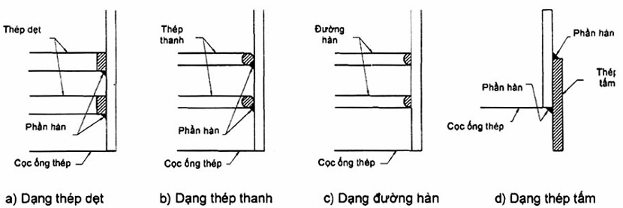 Thép dẹt
Phần hàn
Cọc ống thép
a) Dạng thép dẹt
Thép
thanh
Phần hàn
Cọc ống thép
b) Dạng thép thanh
Đường
hàn
Cọc ống thép
c) Dạng đường hàn
Phần hàn
Phần
hàn
Thép
tấm
Cọc ống thép
d) Dạng thép tấm